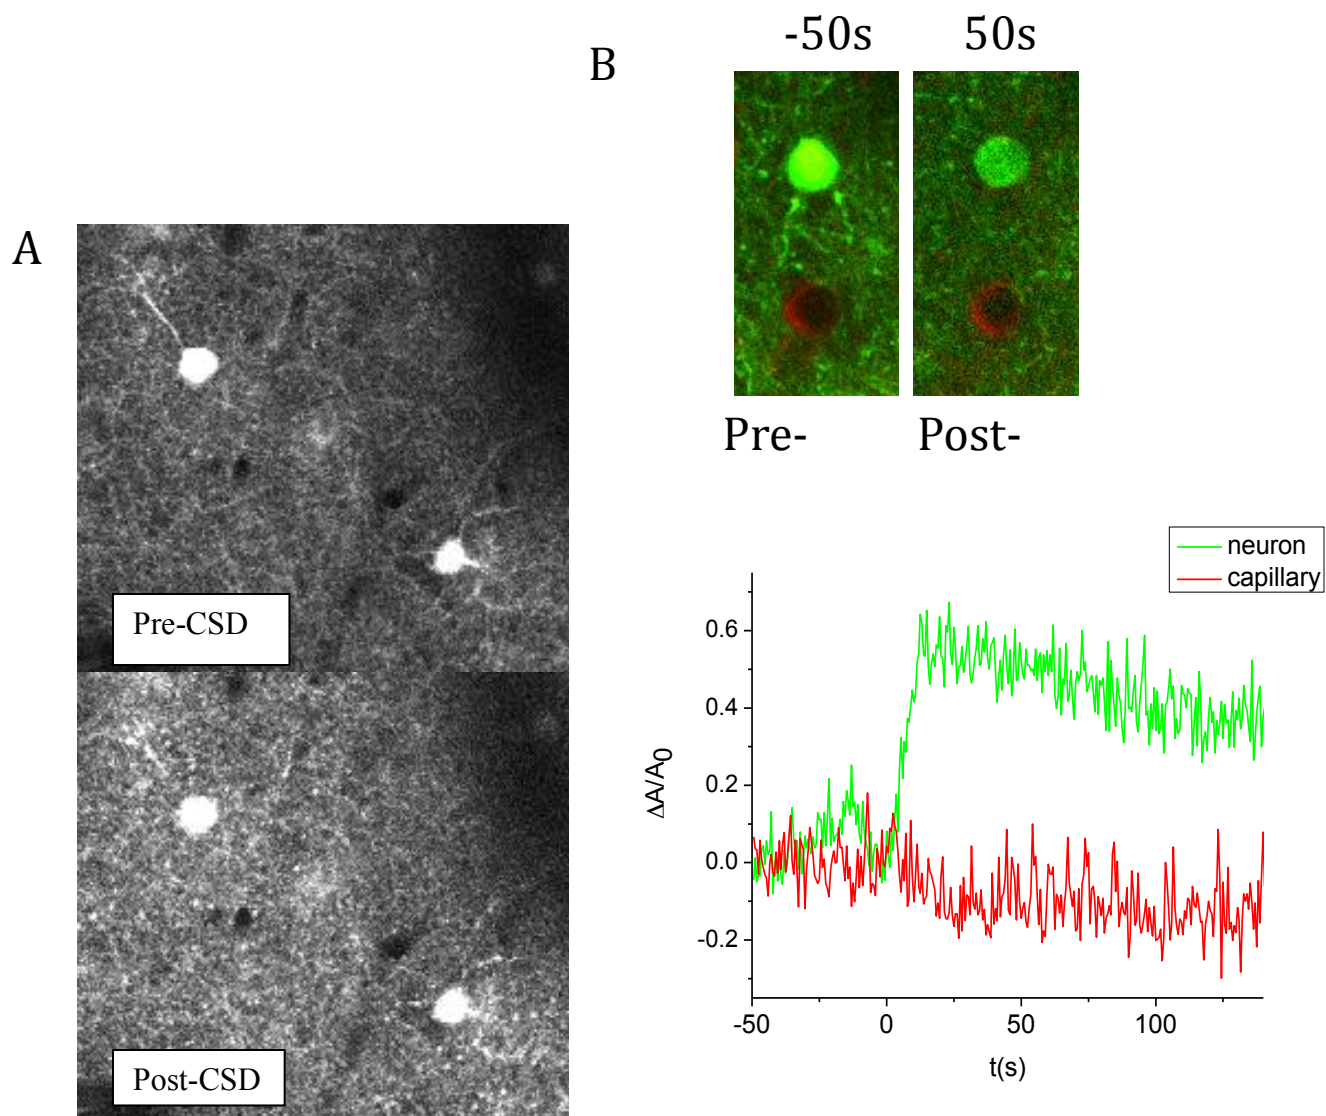 A
Pre-CSD
Post-CSD
B
-50s 50s
Pre- Post-
neuron
capillary
0.6
0.4
0.2
0.0
-0.2
ΔA/A0
-50 0 50 100
t(s)